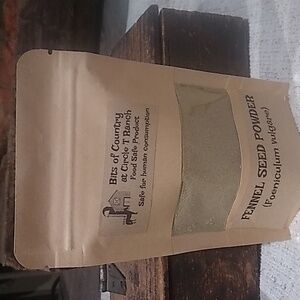 Bits of Country
at Circle T Ranch
Food Safe Product
Safe for human consumption
FENNEL SEED POWDER
(Foeniculum vulgare)